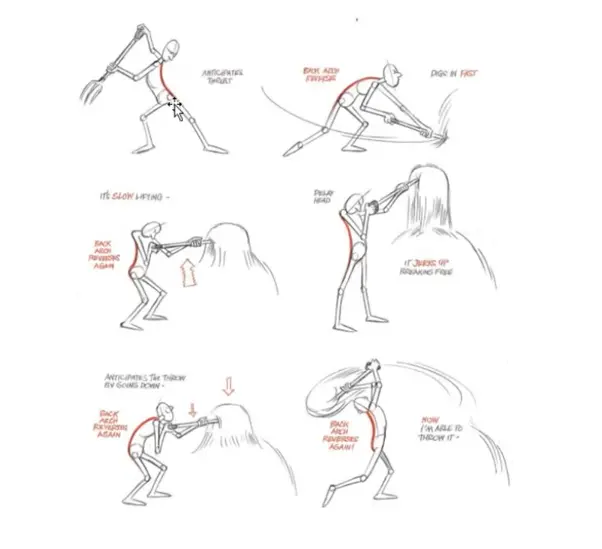 ANTICIPATES
THRUST
BACK ARCH
REVERSE
DIGS IN FAST
IT'S SLOW LIFTING -
BACK
ARCH
REVERSES
AGAIN
DELAY
HEAD
IT JERKS UP
BREAKING FREE
ANTICIPATES THE THROW
BY GOING DOWN -
BACK
ARCH
REVERSES
AGAIN
BACK
ARCH
REVERSES
AGAIN!
NOW
I'M ABLE TO
THROW IT -